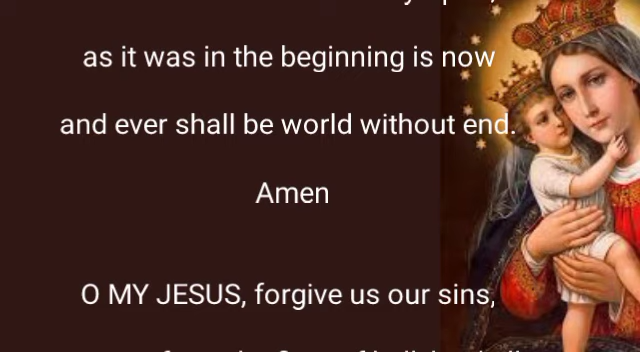 as it was in the beginning is now
and ever shall be world without end.
Amen
O MY JESUS, forgive us our sins,